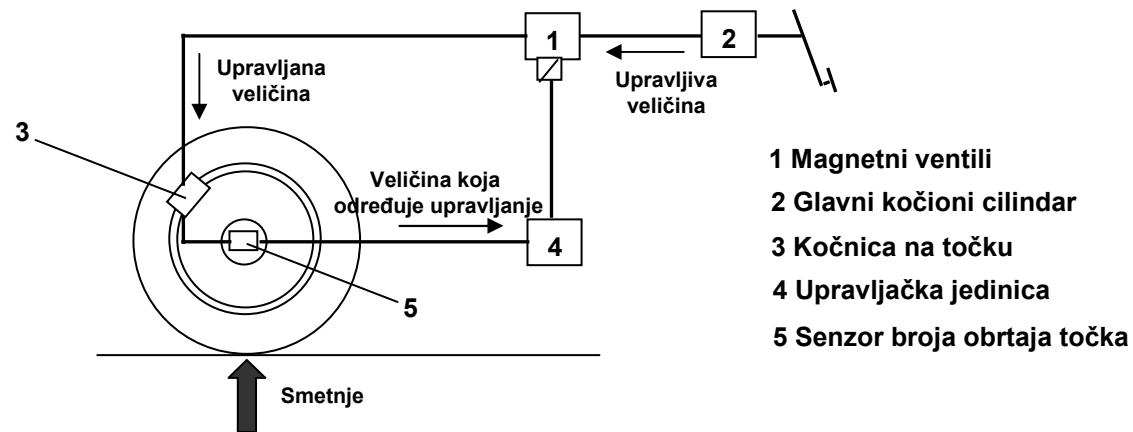 1
2
Upravljana
veličina
Upravljiva
veličina
3
Veličina koja
određuje upravljanje
4
5
Smetnje
1 Magnetni ventili
2 Glavni kočioni cilindar
3 Kočnica na točku
4 Upravljačka jedinica
5 Senzor broja obrtaja točka